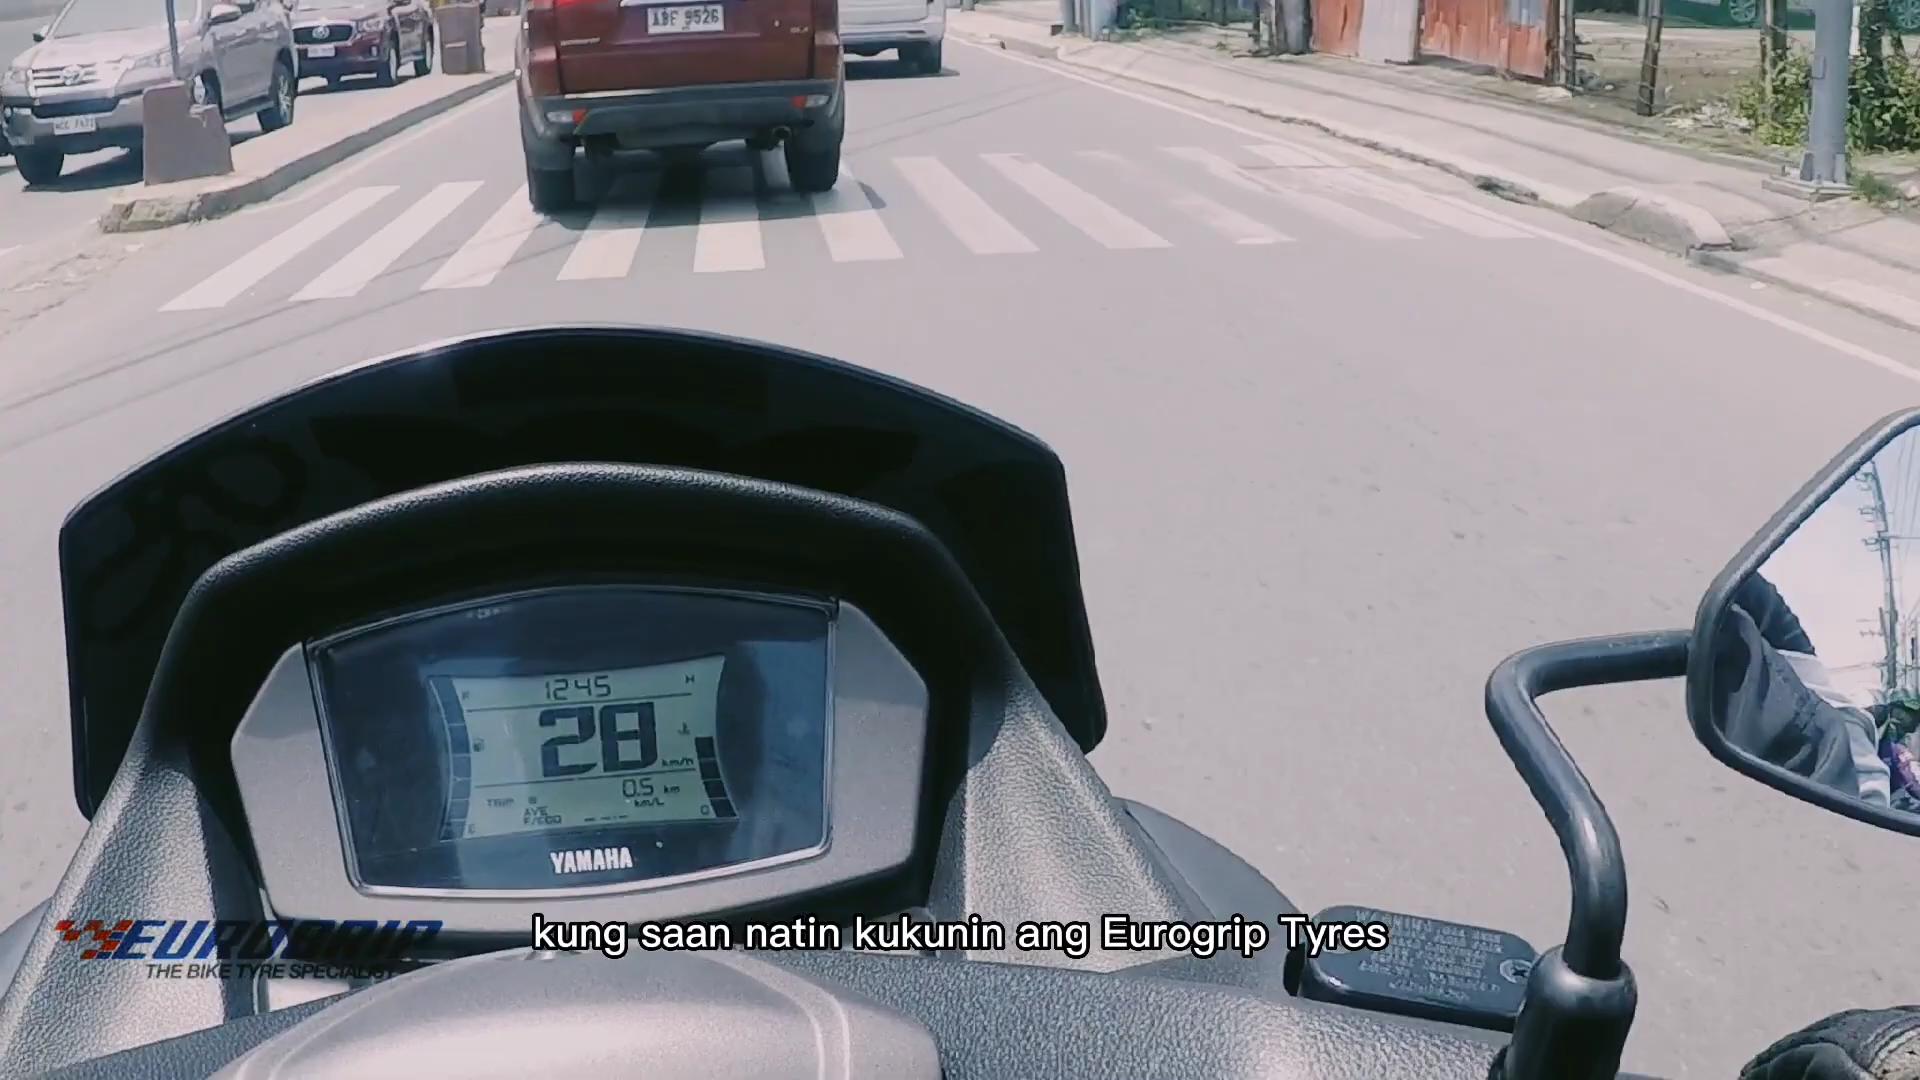 ABF 9526
12:45
F
H
28
km/h
0.5 km
km/L
TRIP
AVE
F/ECO
E
C
YAMAHA
EUROGRIP
THE BIKE TYRE SPECIALIST
kung saan natin kukunin ang Eurogrip Tyres